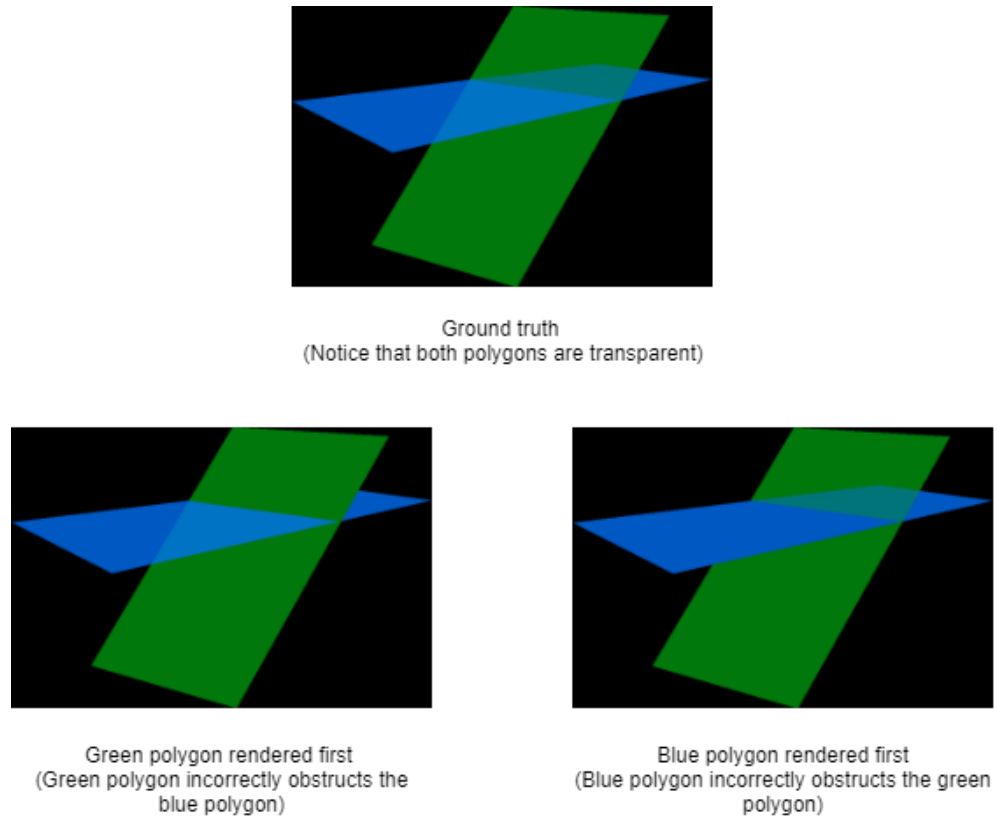 Ground truth
(Notice that both polygons are transparent)
Green polygon rendered first
(Green polygon incorrectly obstructs the
blue polygon)
Blue polygon rendered first
(Blue polygon incorrectly obstructs the green
polygon)